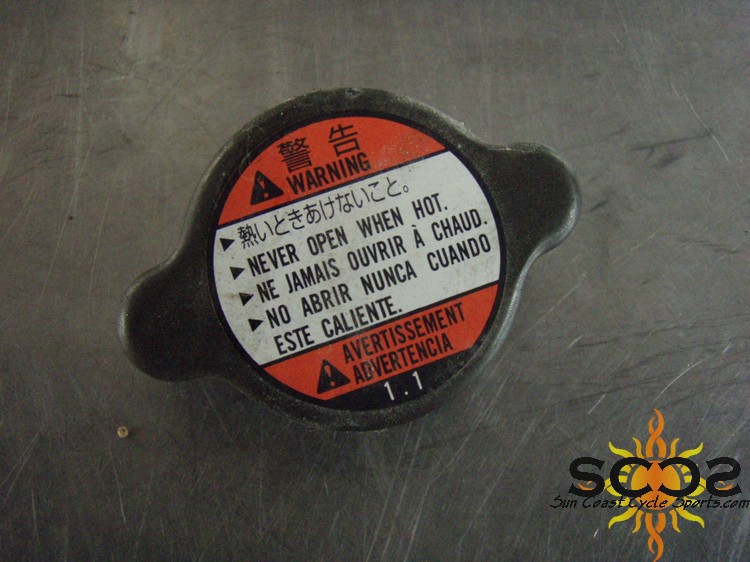 警告
WARNING
熱いときあけないこと。
NEVER OPEN WHEN HOT.
NE JAMAIS OUVRIR À CHAUD.
NO ABRIR NUNCA CUANDO
ESTE CALIENTE.
AVERTISSEMENT
ADVERTENCIA
1.1
SCCS
Sun Coast Cycle Sports.com